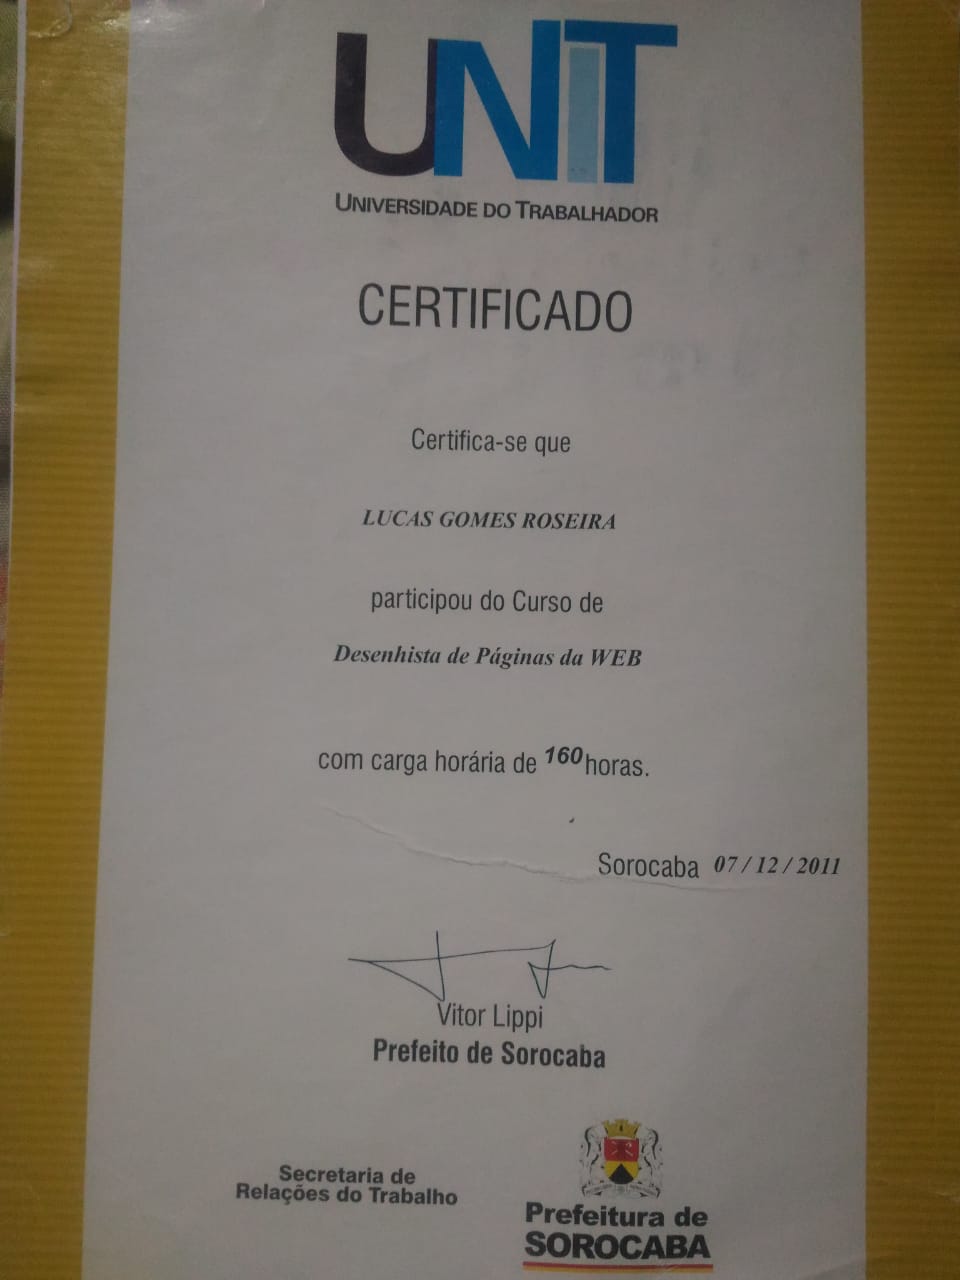 UNIT
UNIVERSIDADE DO TRABALHADOR
CERTIFICADO
Certifica-se que
LUCAS GOMES ROSEIRA
participou do Curso de
Desenhista de Páginas da WEB
com carga horária de 160 horas.
Sorocaba 07 / 12 / 2011
Vitor Lippi
Prefeito de Sorocaba
Secretaria de
Relações do Trabalho
Prefeitura de
SOROCABA